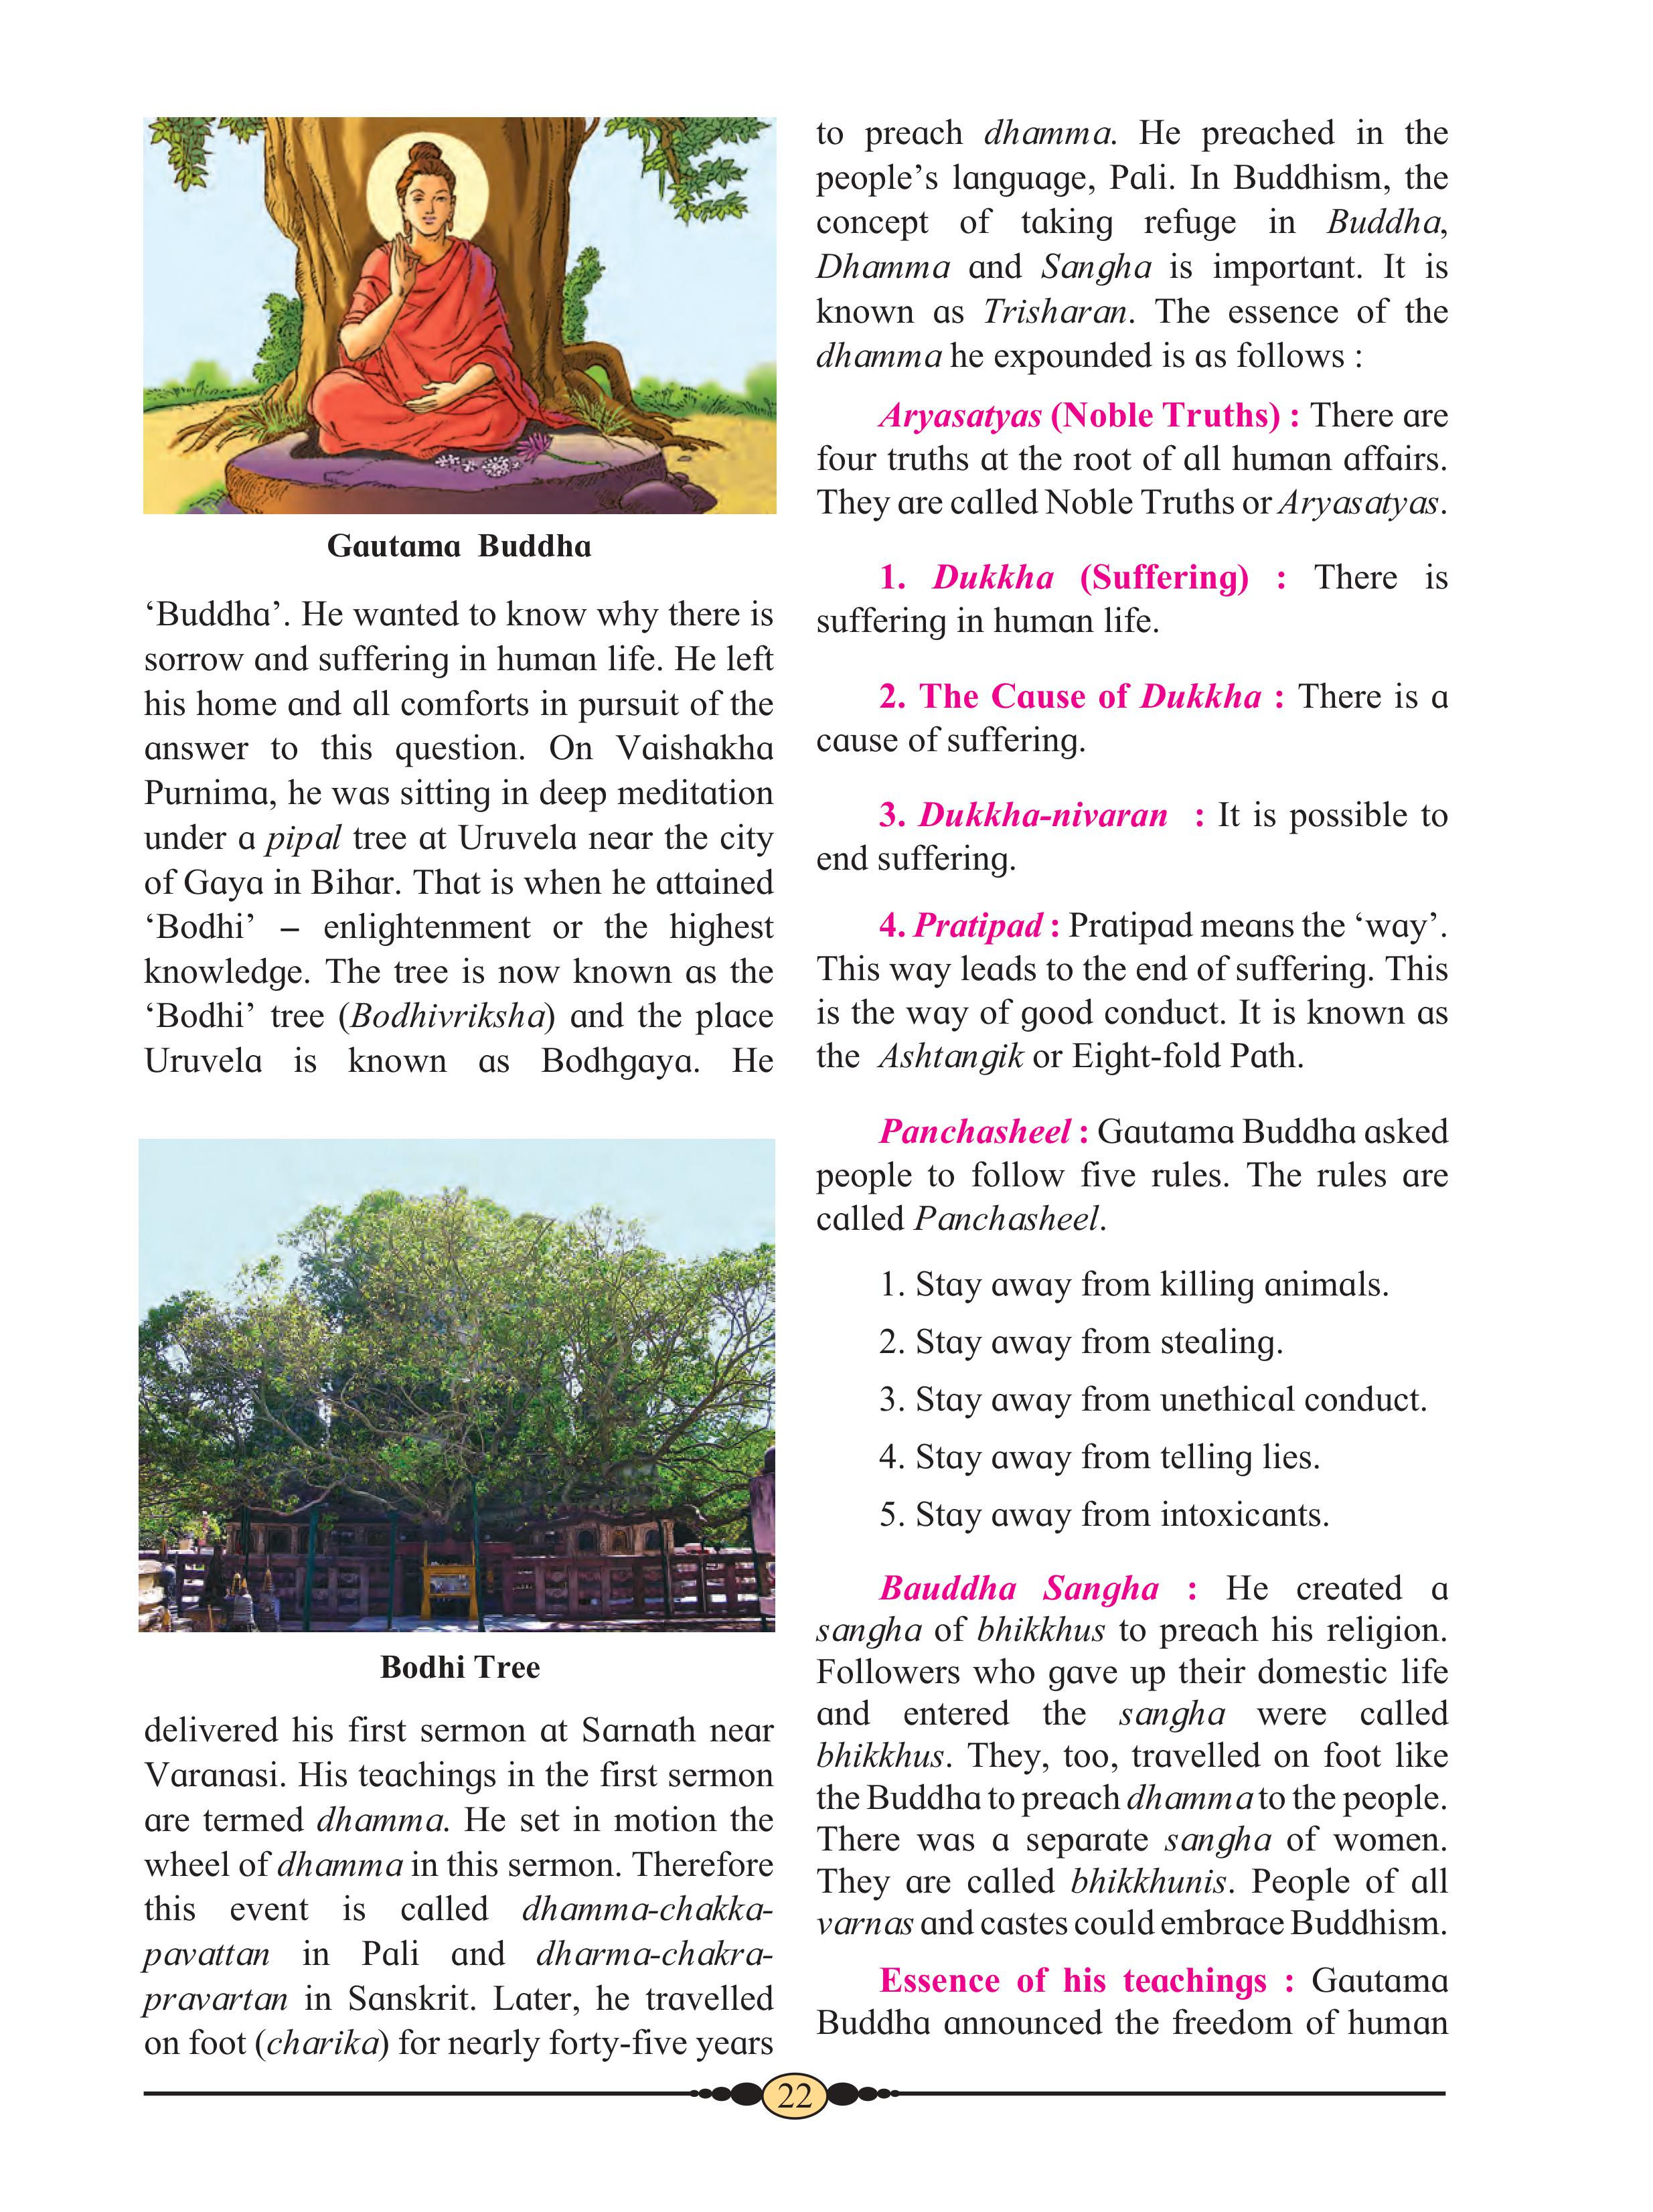 Gautama Buddha
‘Buddha’. He wanted to know why there is
sorrow and suffering in human life. He left
his home and all comforts in pursuit of the
answer to this question. On Vaishakha
Purnima, he was sitting in deep meditation
under a pipal tree at Uruvela near the city
of Gaya in Bihar. That is when he attained
‘Bodhi’ – enlightenment or the highest
knowledge. The tree is now known as the
‘Bodhi’ tree (Bodhivriksha) and the place
Uruvela is known as Bodhgaya. He
Bodhi Tree
delivered his first sermon at Sarnath near
Varanasi. His teachings in the first sermon
are termed dhamma. He set in motion the
wheel of dhamma in this sermon. Therefore
this event is called dhamma-chakka-
pavattan in Pali and dharma-chakra-
pravartan in Sanskrit. Later, he travelled
on foot (charika) for nearly forty-five years
to preach dhamma. He preached in the
people’s language, Pali. In Buddhism, the
concept of taking refuge in Buddha,
Dhamma and Sangha is important. It is
known as Trisharan. The essence of the
dhamma he expounded is as follows :
Aryasatyas (Noble Truths) : There are
four truths at the root of all human affairs.
They are called Noble Truths or Aryasatyas.
1. Dukkha (Suffering) : There is
suffering in human life.
2. The Cause of Dukkha : There is a
cause of suffering.
3. Dukkha-nivaran : It is possible to
end suffering.
4. Pratipad : Pratipad means the ‘way’.
This way leads to the end of suffering. This
is the way of good conduct. It is known as
the Ashtangik or Eight-fold Path.
Panchasheel : Gautama Buddha asked
people to follow five rules. The rules are
called Panchasheel.
1. Stay away from killing animals.
2. Stay away from stealing.
3. Stay away from unethical conduct.
4. Stay away from telling lies.
5. Stay away from intoxicants.
Bauddha Sangha : He created a
sangha of bhikkhus to preach his religion.
Followers who gave up their domestic life
and entered the sangha were called
bhikkhus. They, too, travelled on foot like
the Buddha to preach dhamma to the people.
There was a separate sangha of women.
They are called bhikkhunis. People of all
varnas and castes could embrace Buddhism.
Essence of his teachings : Gautama
Buddha announced the freedom of human
22